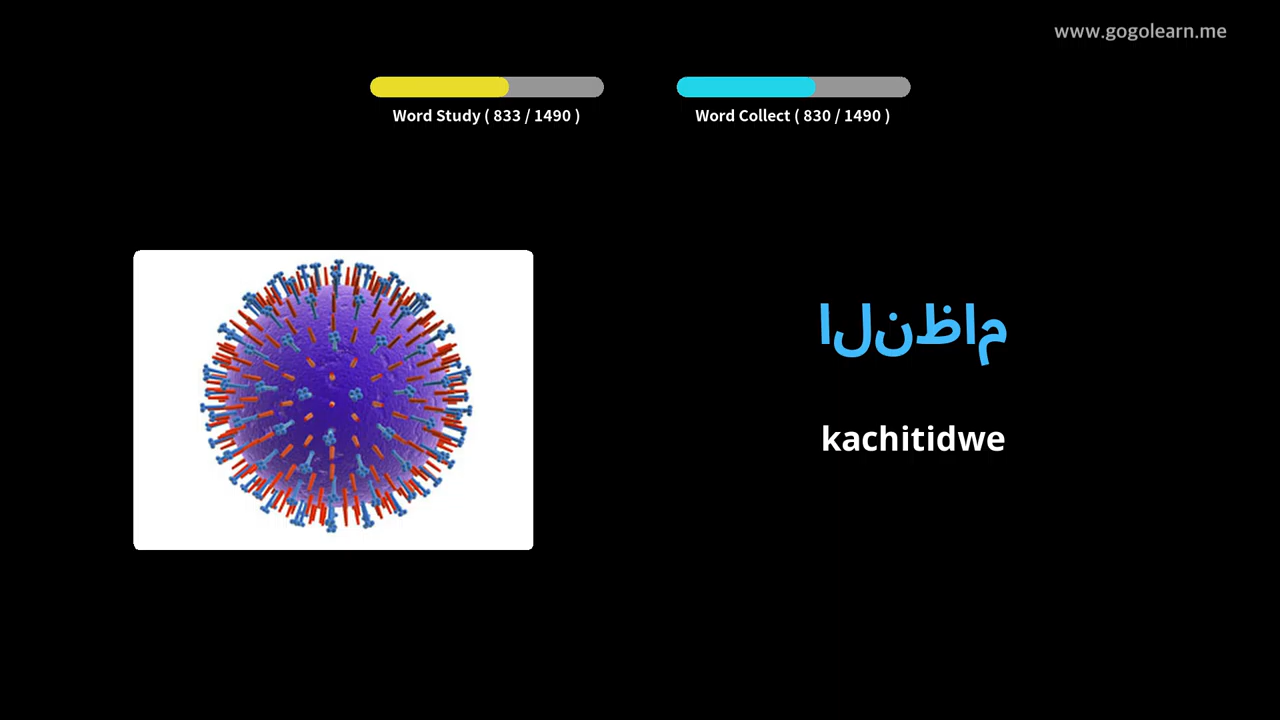 www.gogolearn.me
Word Study ( 833 / 1490 )
Word Collect ( 830 / 1490 )
النظام
kachitidwe